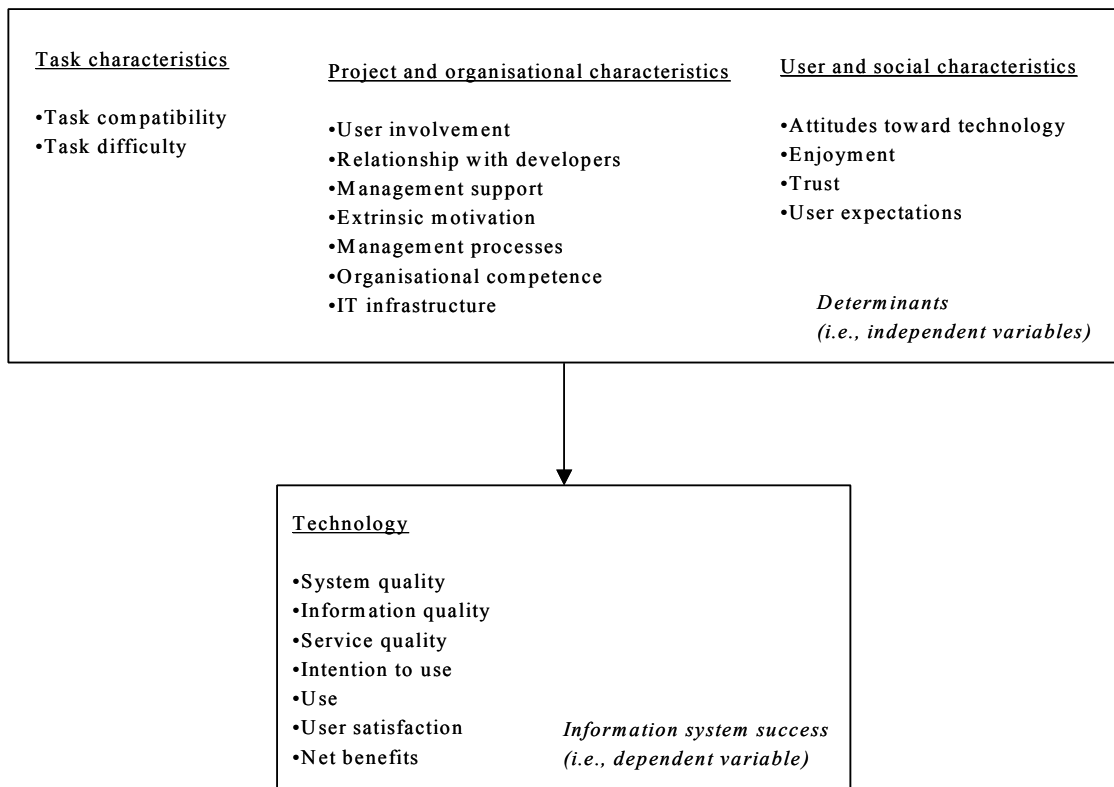 Task characteristics
•Task compatibility
•Task difficulty
Project and organisational characteristics
•User involvement
•Relationship with developers
•Management support
•Extrinsic motivation
•Management processes
•Organisational competence
•IT infrastructure
User and social characteristics
•Attitudes toward technology
•Enjoyment
•Trust
•User expectations
Determinants
(i.e., independent variables)
Technology
•System quality
•Information quality
•Service quality
•Intention to use
•Use
•User satisfaction
•Net benefits
Information system success
(i.e., dependent variable)